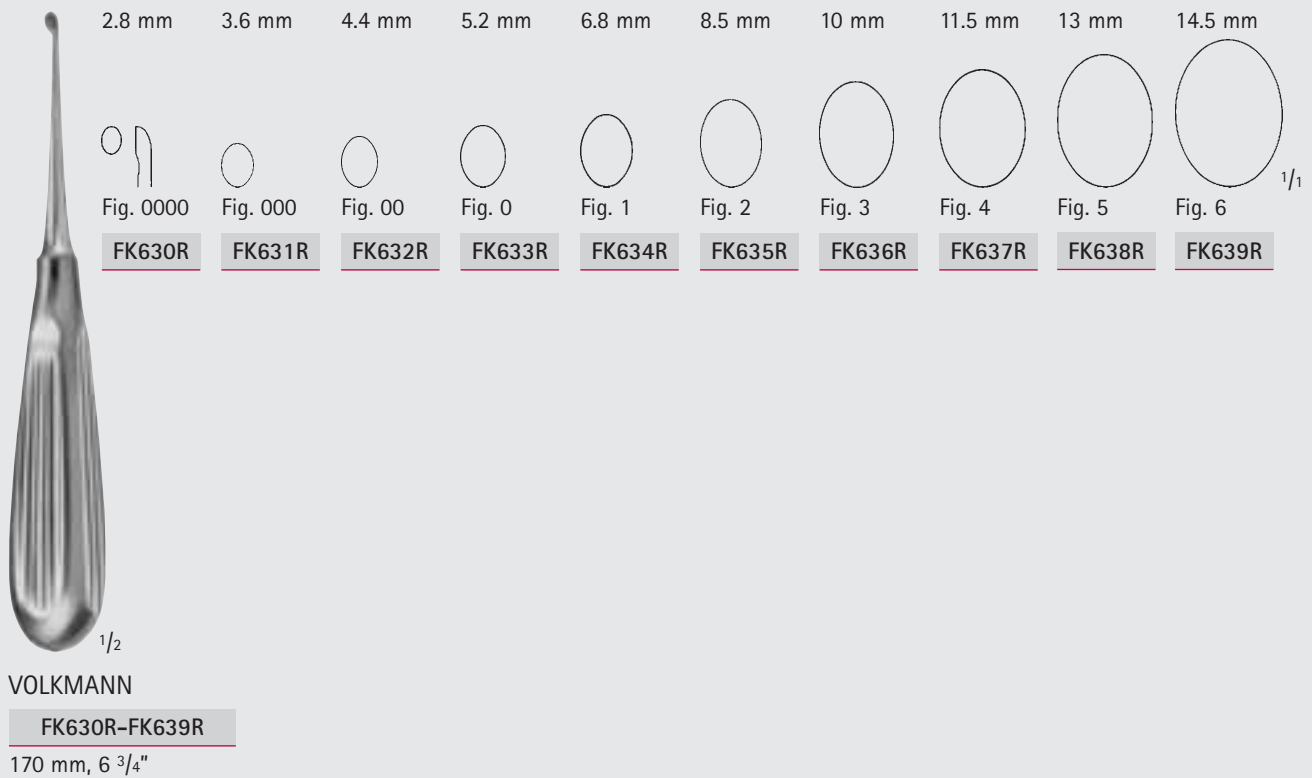 2.8 mm 3.6 mm 4.4 mm 5.2 mm 6.8 mm 8.5 mm 10 mm 11.5 mm 13 mm 14.5 mm
1/1
Fig. 0000 Fig. 000 Fig. 00 Fig. 0 Fig. 1 Fig. 2 Fig. 3 Fig. 4 Fig. 5 Fig. 6
FK630R FK631R FK632R FK633R FK634R FK635R FK636R FK637R FK638R FK639R
1/2
VOLKMANN
FK630R–FK639R
170 mm, 6 3/4"